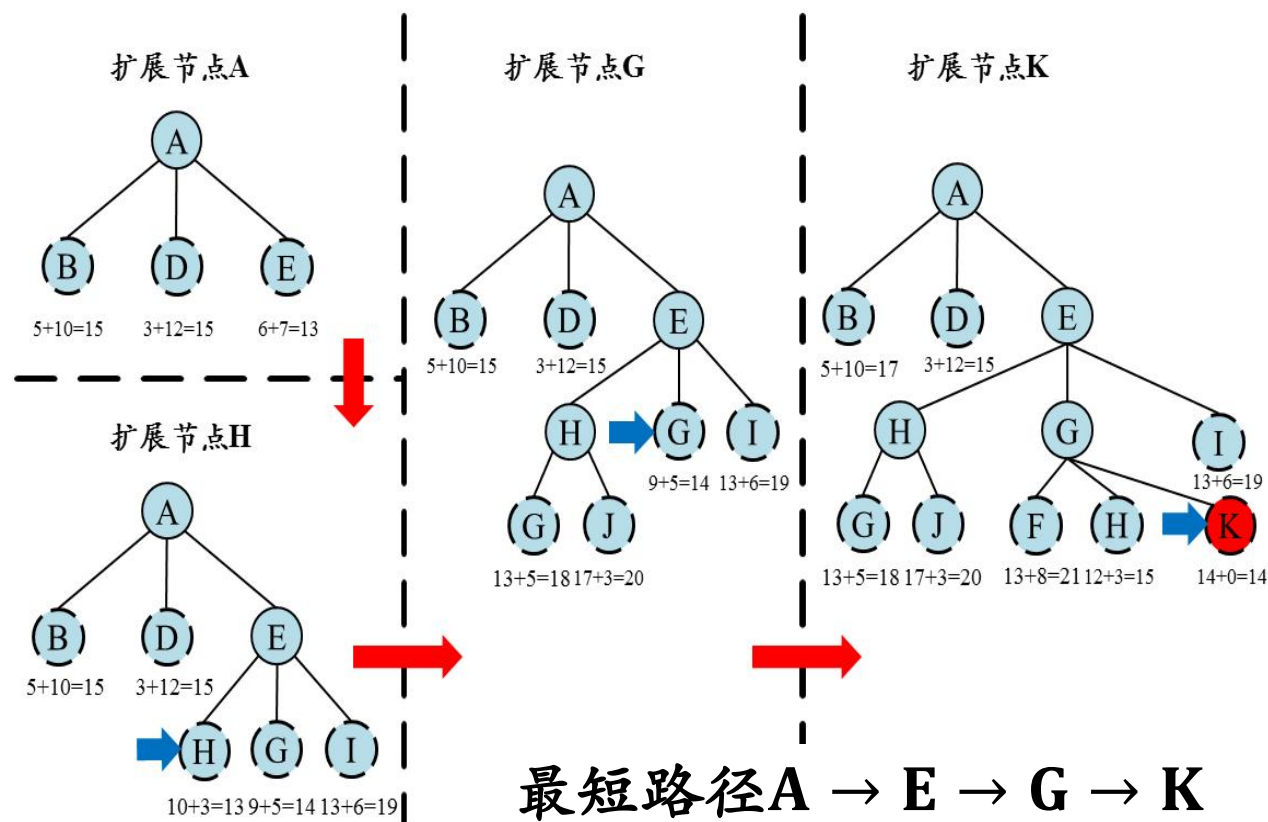 扩展节点A
A
B D E
5+10=15 3+12=15 6+7=13
扩展节点H
A
B D E
5+10=15 3+12=15
H G I
10+3=13 9+5=14 13+6=19
扩展节点G
A
B D E
5+10=15 3+12=15
H G I
9+5=14 13+6=19
G J
13+5=18 17+3=20
扩展节点K
A
B D E
5+10=17 3+12=15
H G I
13+6=19
G J F H K
13+5=18 17+3=20 13+8=21 12+3=15 14+0=14
最短路径A → E → G → K